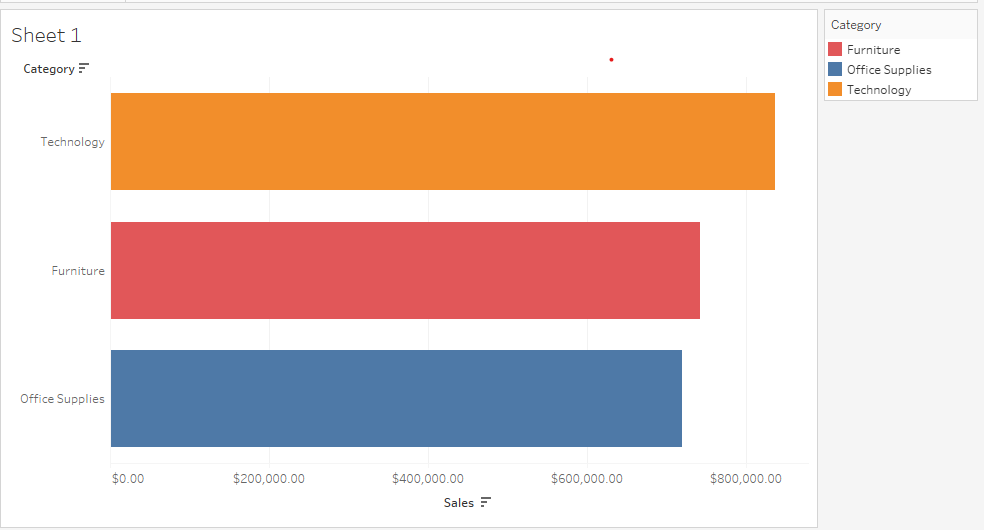 Sheet 1
Category
Technology
Furniture
Office Supplies
$0.00 $200,000.00 $400,000.00 $600,000.00 $800,000.00
Sales
Category
Furniture
Office Supplies
Technology